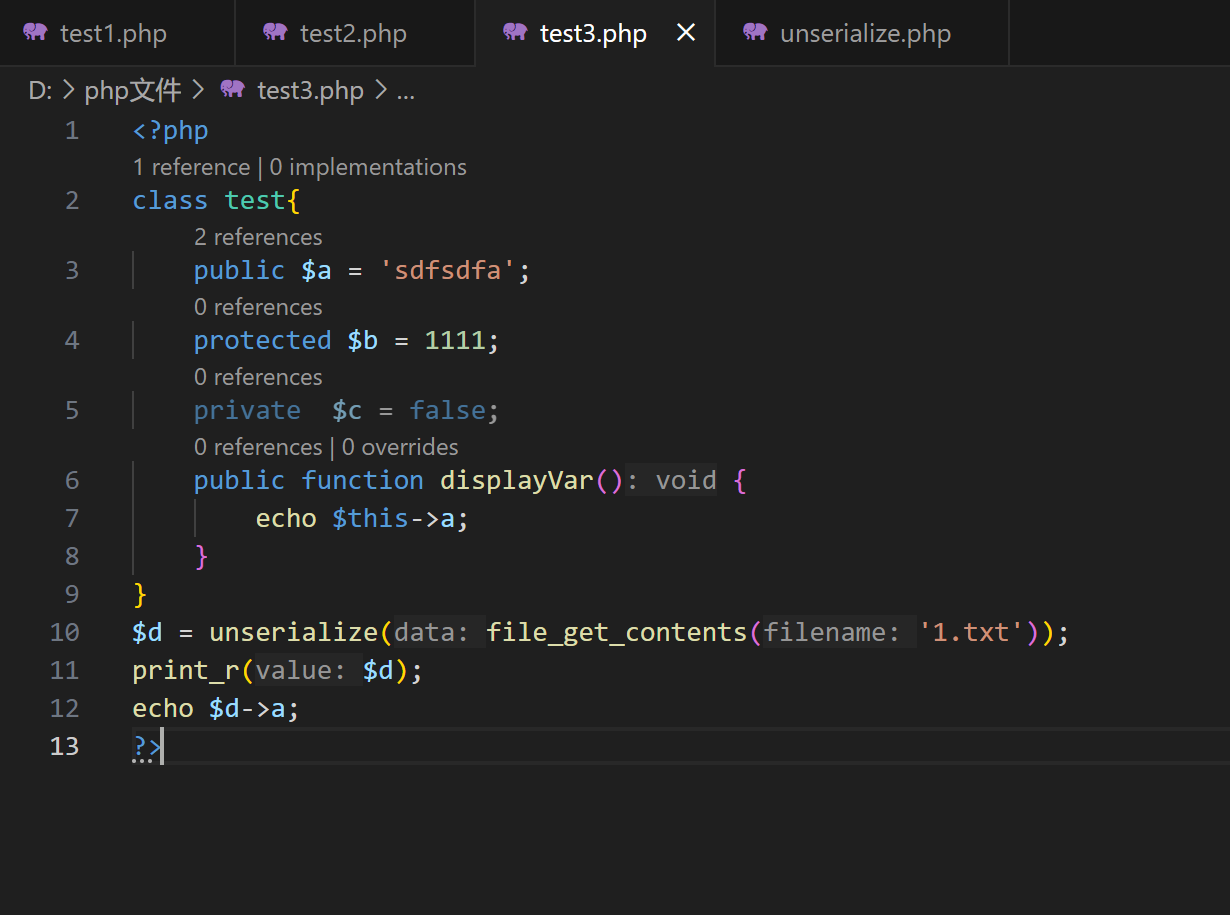 test1.php test2.php test3.php unserialize.php
D: > php文件 > test3.php > ...
1 <?php
1 reference | 0 implementations
2 class test{
2 references
3 public $a = 'sdfsdfa';
0 references
4 protected $b = 1111;
0 references
5 private  $c = false;
0 references | 0 overrides
6 public function displayVar(): void {
7 echo $this->a;
8 }
9 }
10 $d = unserialize(data: file_get_contents(filename: '1.txt'));
11 print_r(value: $d);
12 echo $d->a;
13 ?>